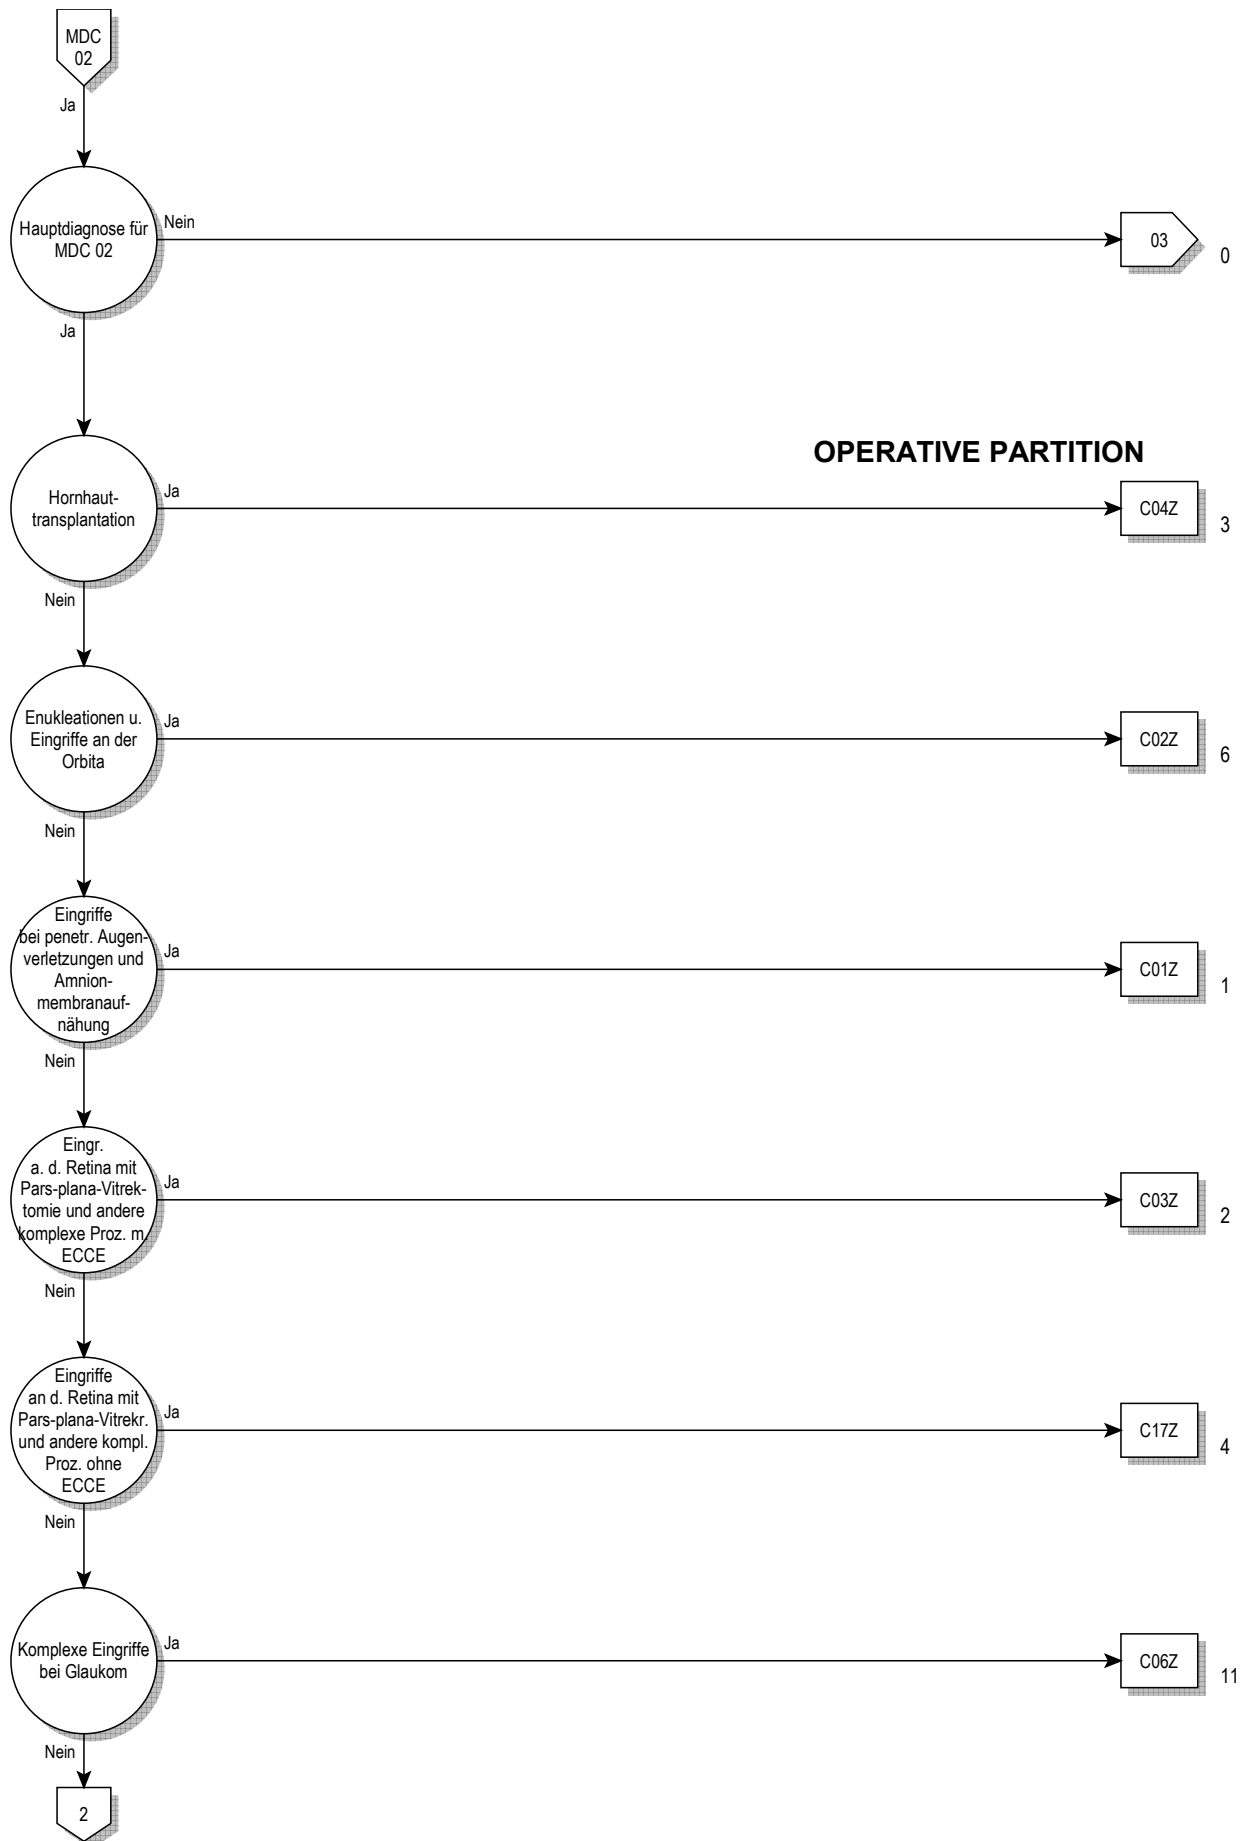 MDC
02
Ja
Hauptdiagnose für
MDC 02
Nein
03
0
Ja
OPERATIVE PARTITION
Hornhaut-
transplantation
Ja
C04Z
3
Nein
Enukleationen u.
Eingriffe an der
Orbita
Ja
C02Z
6
Nein
Eingriffe
bei penetr. Augen-
verletzungen und
Amnion-
membranauf-
nähung
Ja
C01Z
1
Nein
Eingr.
a. d. Retina mit
Pars-plana-Vitrek-
tomie und andere
komplexe Proz. m.
ECCE
Ja
C03Z
2
Nein
Eingriffe
an d. Retina mit
Pars-plana-Vitrekr.
und andere kompl.
Proz. ohne
ECCE
Ja
C17Z
4
Nein
Komplexe Eingriffe
bei Glaukom
Ja
C06Z
11
Nein
2